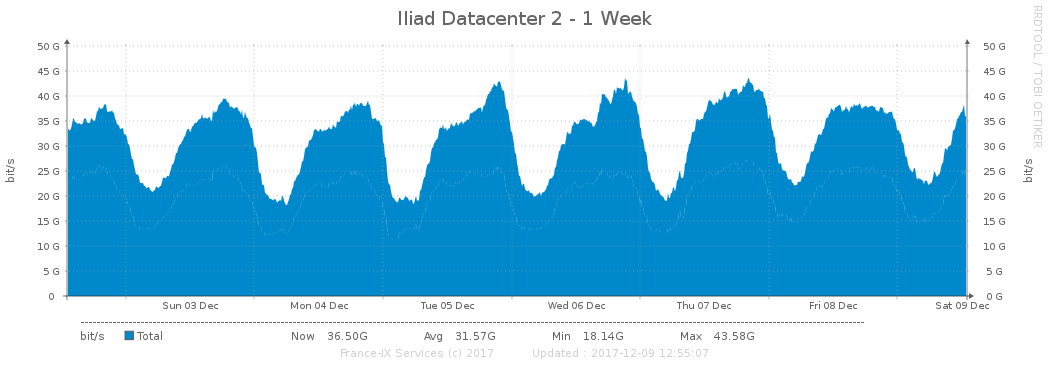 Iliad Datacenter 2 - 1 Week
RRDTOOL / TOBI OETIKER
50 G 50 G
45 G 45 G
40 G 40 G
35 G 35 G
30 G 30 G
25 G 25 G
20 G 20 G
15 G 15 G
10 G 10 G
5 G 5 G
0 0 G
bit/s bit/s
Sun 03 Dec Mon 04 Dec Tue 05 Dec Wed 06 Dec Thu 07 Dec Fri 08 Dec Sat 09 Dec
bit/s Total Now 36.50G Avg 31.57G Min 18.14G Max 43.58G
France-IX Services (c) 2017 Updated : 2017-12-09 12:55:07